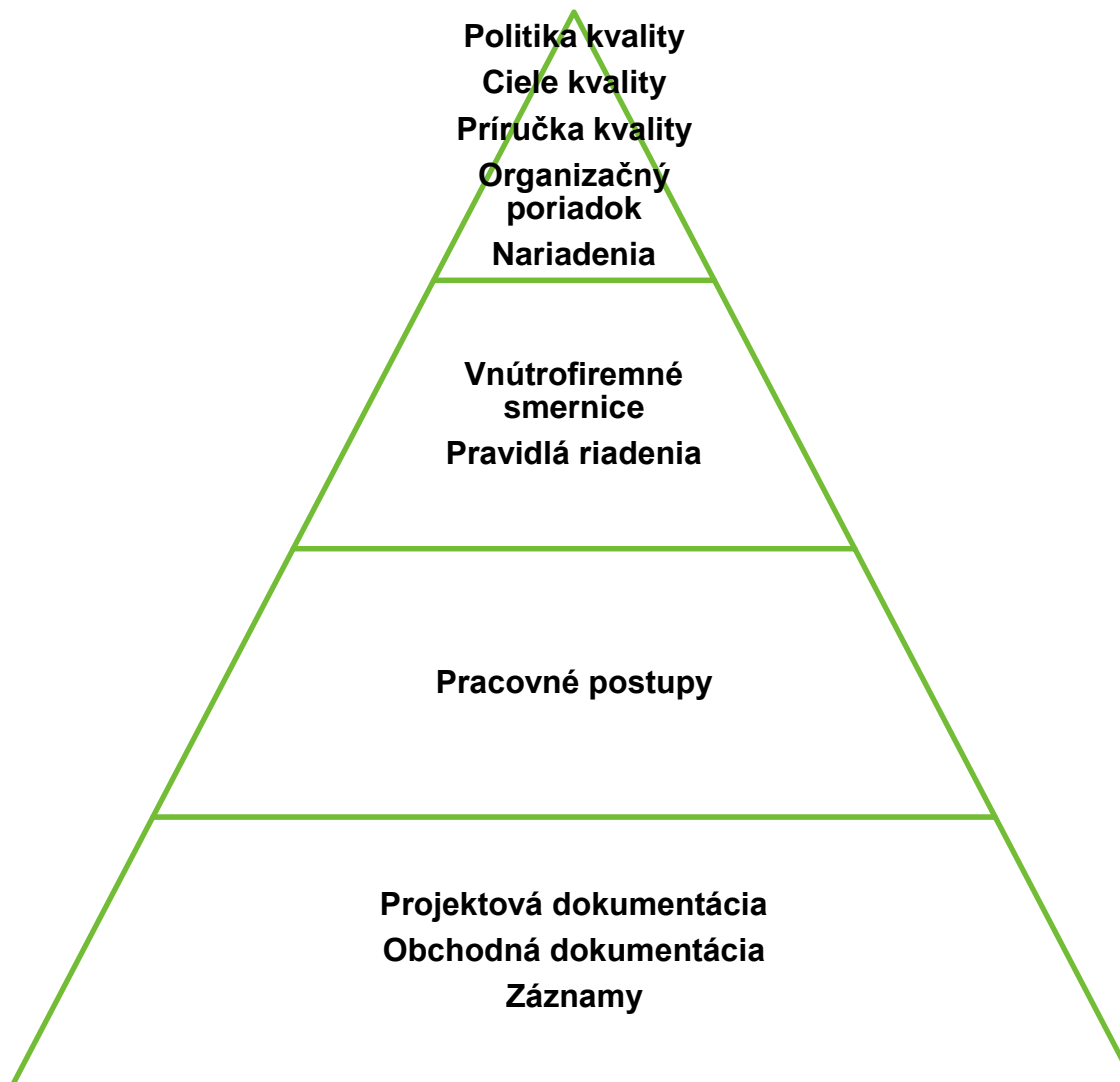 Politika kvality
Ciele kvality
Príručka kvality
Organizačný
poriadok
Nariadenia
Vnútrofiremné
smernice
Pravidlá riadenia
Pracovné postupy
Projektová dokumentácia
Obchodná dokumentácia
Záznamy